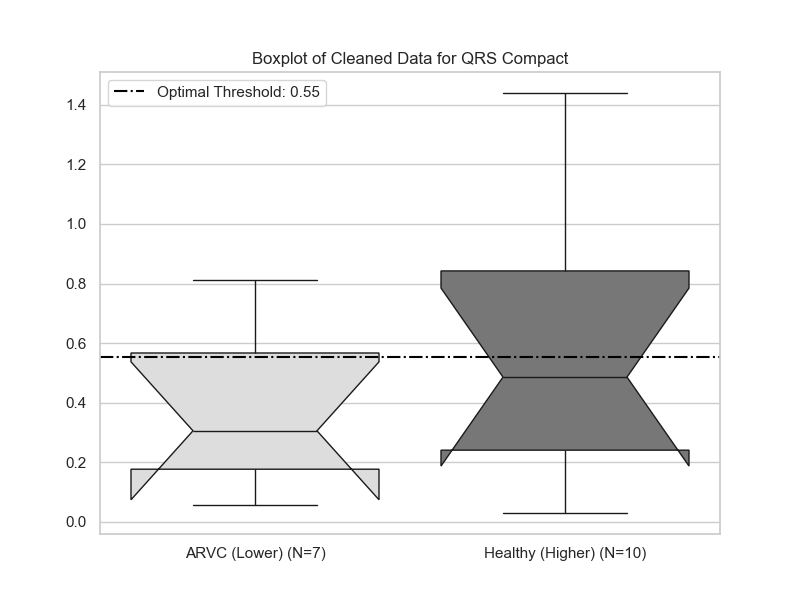 Boxplot of Cleaned Data for QRS Compact
Optimal Threshold: 0.55
1.4
1.2
1.0
0.8
0.6
0.4
0.2
0.0
ARVC (Lower) (N=7)
Healthy (Higher) (N=10)